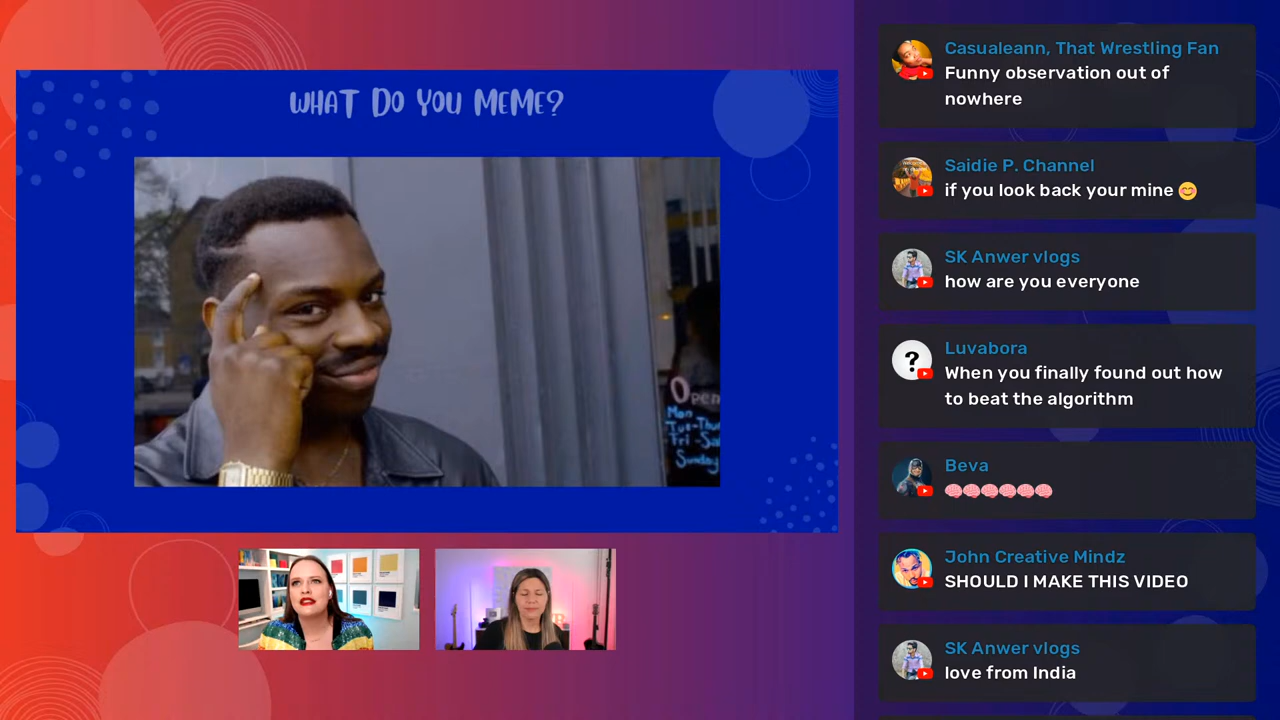 WHAT DO YOU MEME?
Open
Mon
Tue-Thu
Fri -Sa
Sunday
Casualeann, That Wrestling Fan
Funny observation out of
nowhere
Saidie P. Channel
if you look back your mine 😊
SK Anwer vlogs
how are you everyone
Luvabora
When you finally found out how
to beat the algorithm
Beva
🧠🧠🧠🧠🧠🧠
John Creative Mindz
SHOULD I MAKE THIS VIDEO
SK Anwer vlogs
love from India